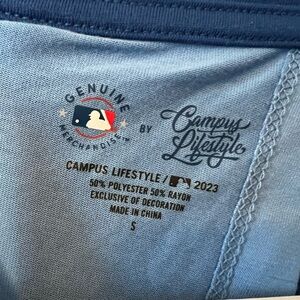 GENUINE
MERCHANDISE
BY
Campus
Lifestyle
CAMPUS LIFESTYLE / 2023
50% POLYESTER 50% RAYON
EXCLUSIVE OF DECORATION
MADE IN CHINA
S